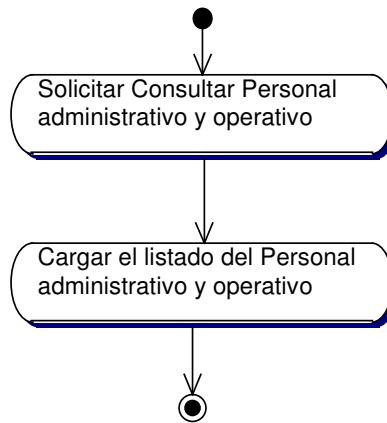 Solicitar Consultar Personal
administrativo y operativo
Cargar el listado del Personal
administrativo y operativo